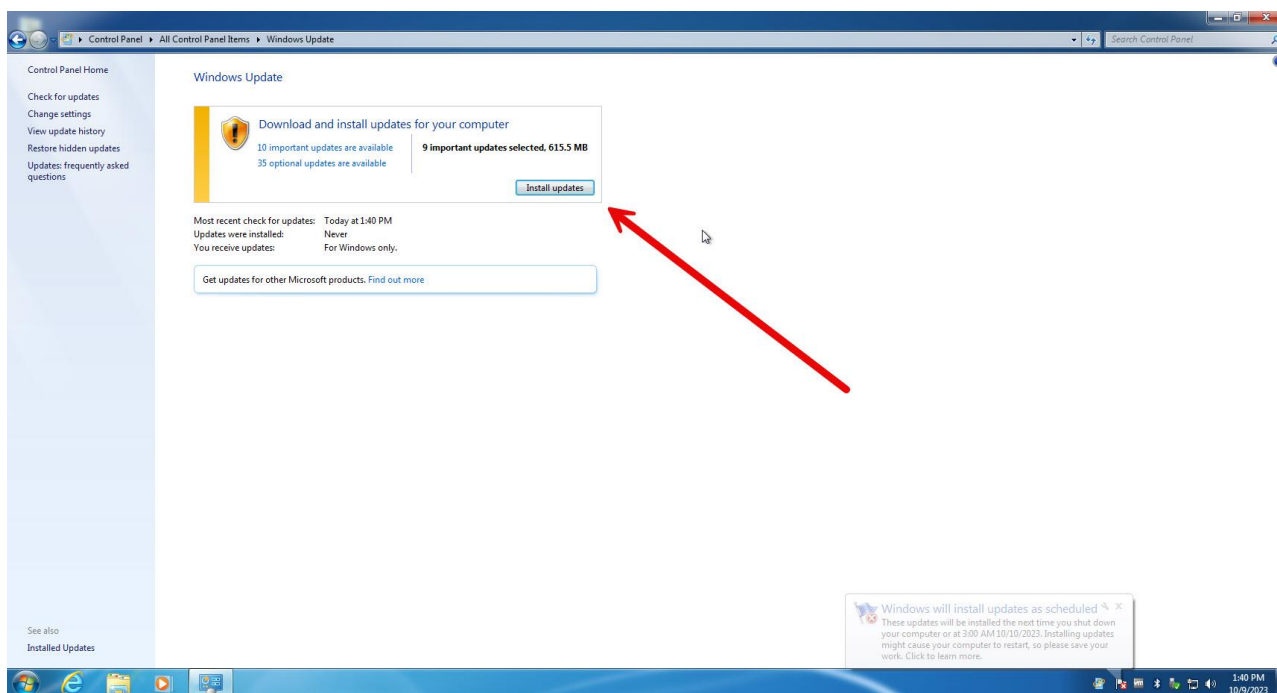 Control Panel ▸ All Control Panel Items ▸ Windows Update
Search Control Panel
Control Panel Home
Check for updates
Change settings
View update history
Restore hidden updates
Updates: frequently asked
questions
See also
Installed Updates
Windows Update
Download and install updates for your computer
10 important updates are available
35 optional updates are available
9 important updates selected, 615.5 MB
Install updates
Most recent check for updates: Today at 1:40 PM
Updates were installed: Never
You receive updates: For Windows only.
Get updates for other Microsoft products. Find out more
Windows will install updates as scheduled
These updates will be installed the next time you shut down
your computer or at 3:00 AM 10/10/2023. Installing updates
might cause your computer to restart, so please save your
work. Click to learn more.
1:40 PM
10/9/2023